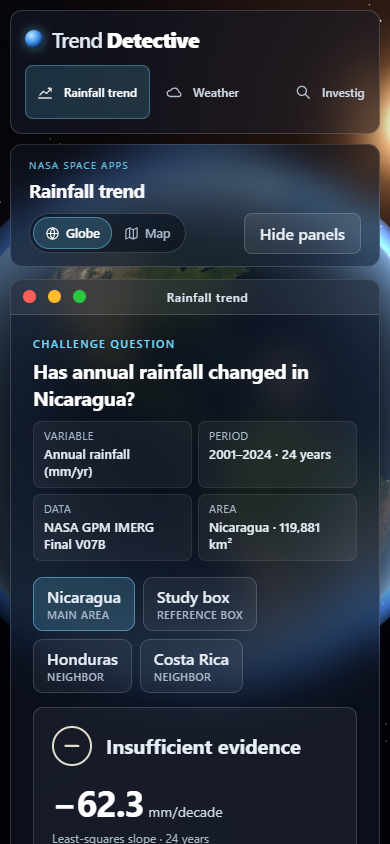 Trend Detective
Rainfall trend
Weather
Investig
NASA SPACE APPS
Rainfall trend
Globe
Map
Hide panels
Rainfall trend
CHALLENGE QUESTION
Has annual rainfall changed in
Nicaragua?
VARIABLE
Annual rainfall
(mm/yr)
PERIOD
2001–2024 · 24 years
DATA
NASA GPM IMERG
Final V07B
AREA
Nicaragua · 119,881
km²
Nicaragua
MAIN AREA
Study box
REFERENCE BOX
Honduras
NEIGHBOR
Costa Rica
NEIGHBOR
Insufficient evidence
−62.3 mm/decade
Least-squares slope · 24 years